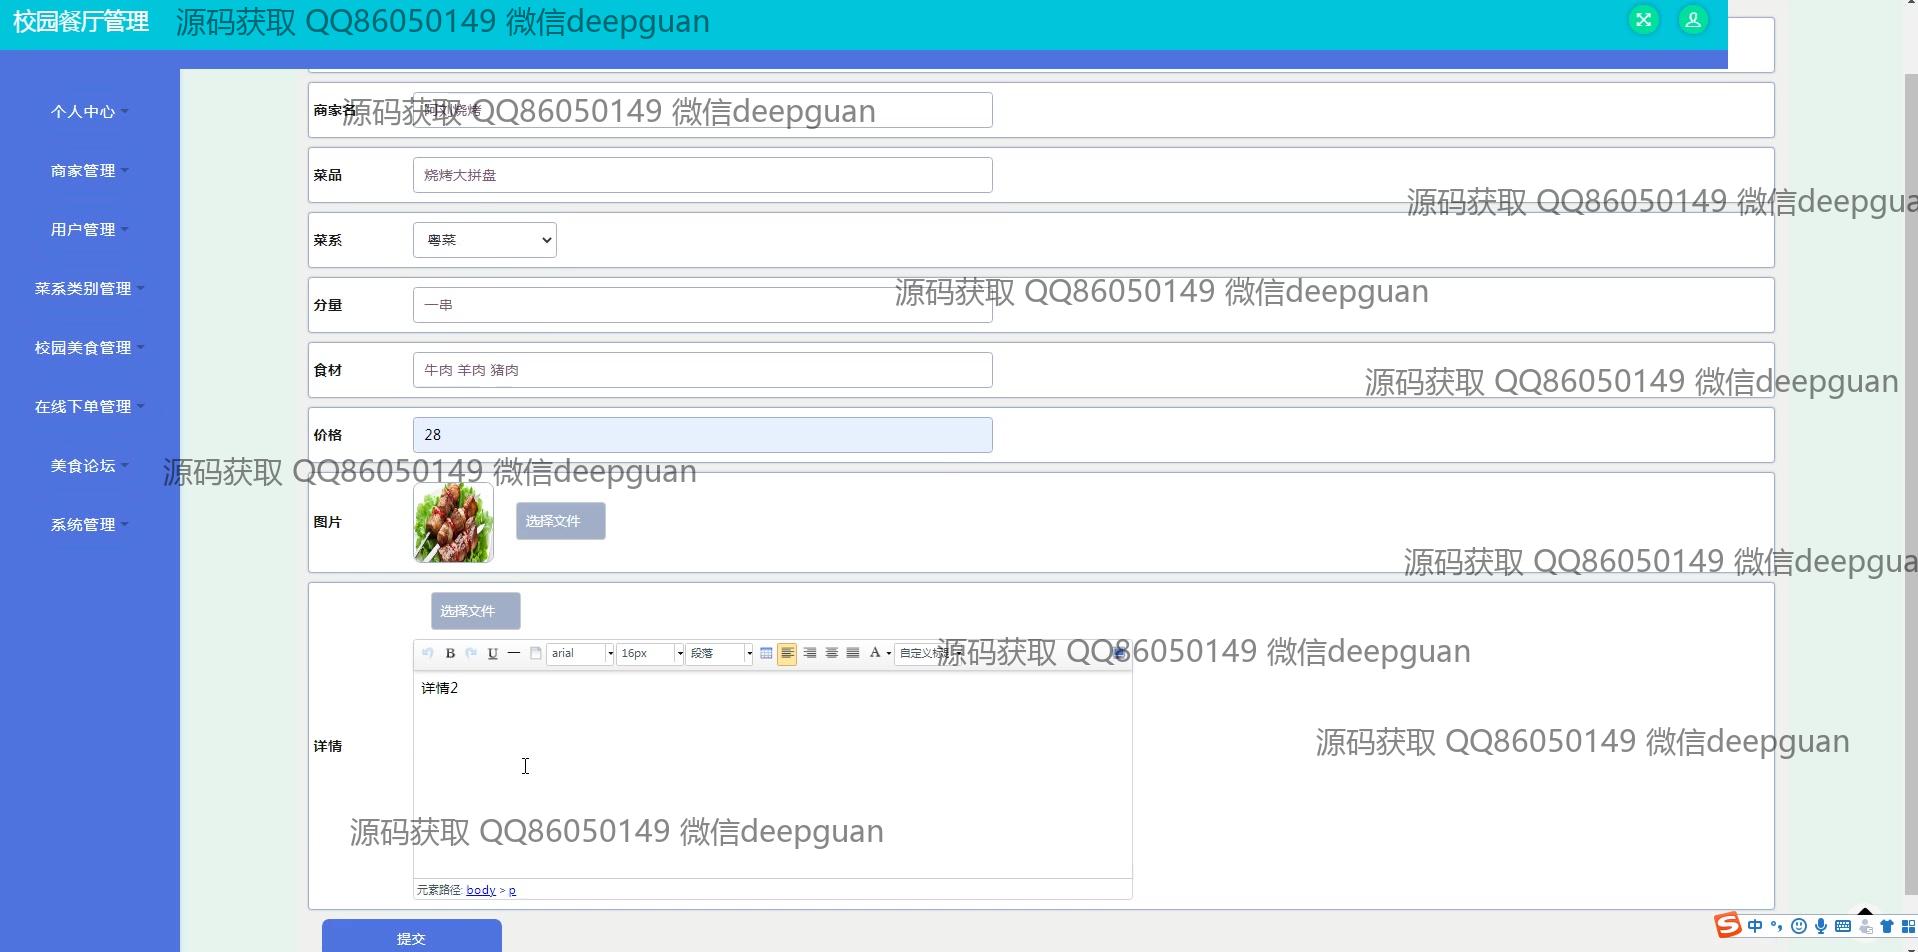 校园餐厅管理
源码获取 QQ86050149 微信deepguan
个人中心
商家管理
用户管理
菜系类别管理
校园美食管理
在线下单管理
美食论坛
系统管理
商家名
源码获取 QQ86050149 微信deepguan
菜品
烧烤大拼盘
源码获取 QQ86050149 微信deepgua
菜系
粤菜
源码获取 QQ86050149 微信deepguan
分量
一串
食材
牛肉 羊肉 猪肉
源码获取 QQ86050149 微信deepguan
价格
28
源码获取 QQ86050149 微信deepguan
图片
选择文件
源码获取 QQ86050149 微信deepgua
选择文件
B U arial 16px 段落 A
源码获取 QQ86050149 微信deepguan
详情2
详情
源码获取 QQ86050149 微信deepguan
源码获取 QQ86050149 微信deepguan
元素路径: body > p
提交
中